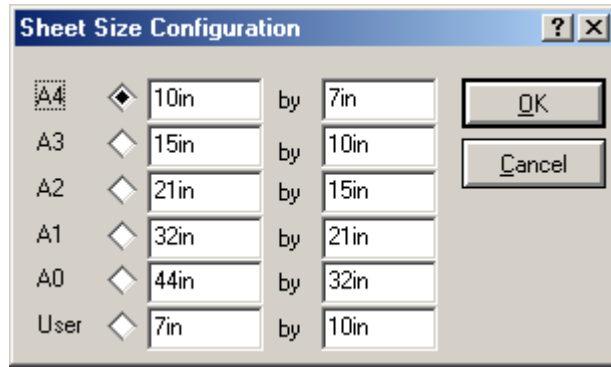 Sheet Size Configuration
A4 10in by 7in OK
A3 15in by 10in
Cancel
A2 21in by 15in
A1 32in by 21in
A0 44in by 32in
User 7in by 10in